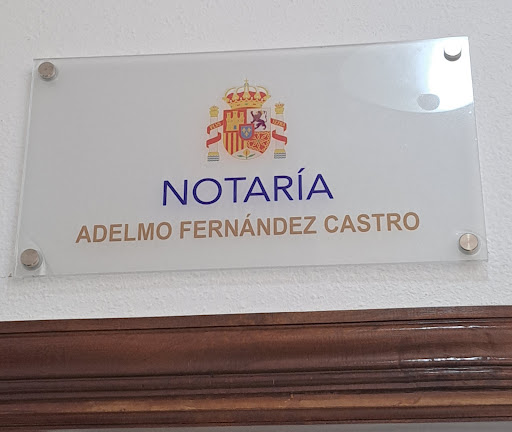 NOTARÍA
ADELMO FERNÁNDEZ CASTRO